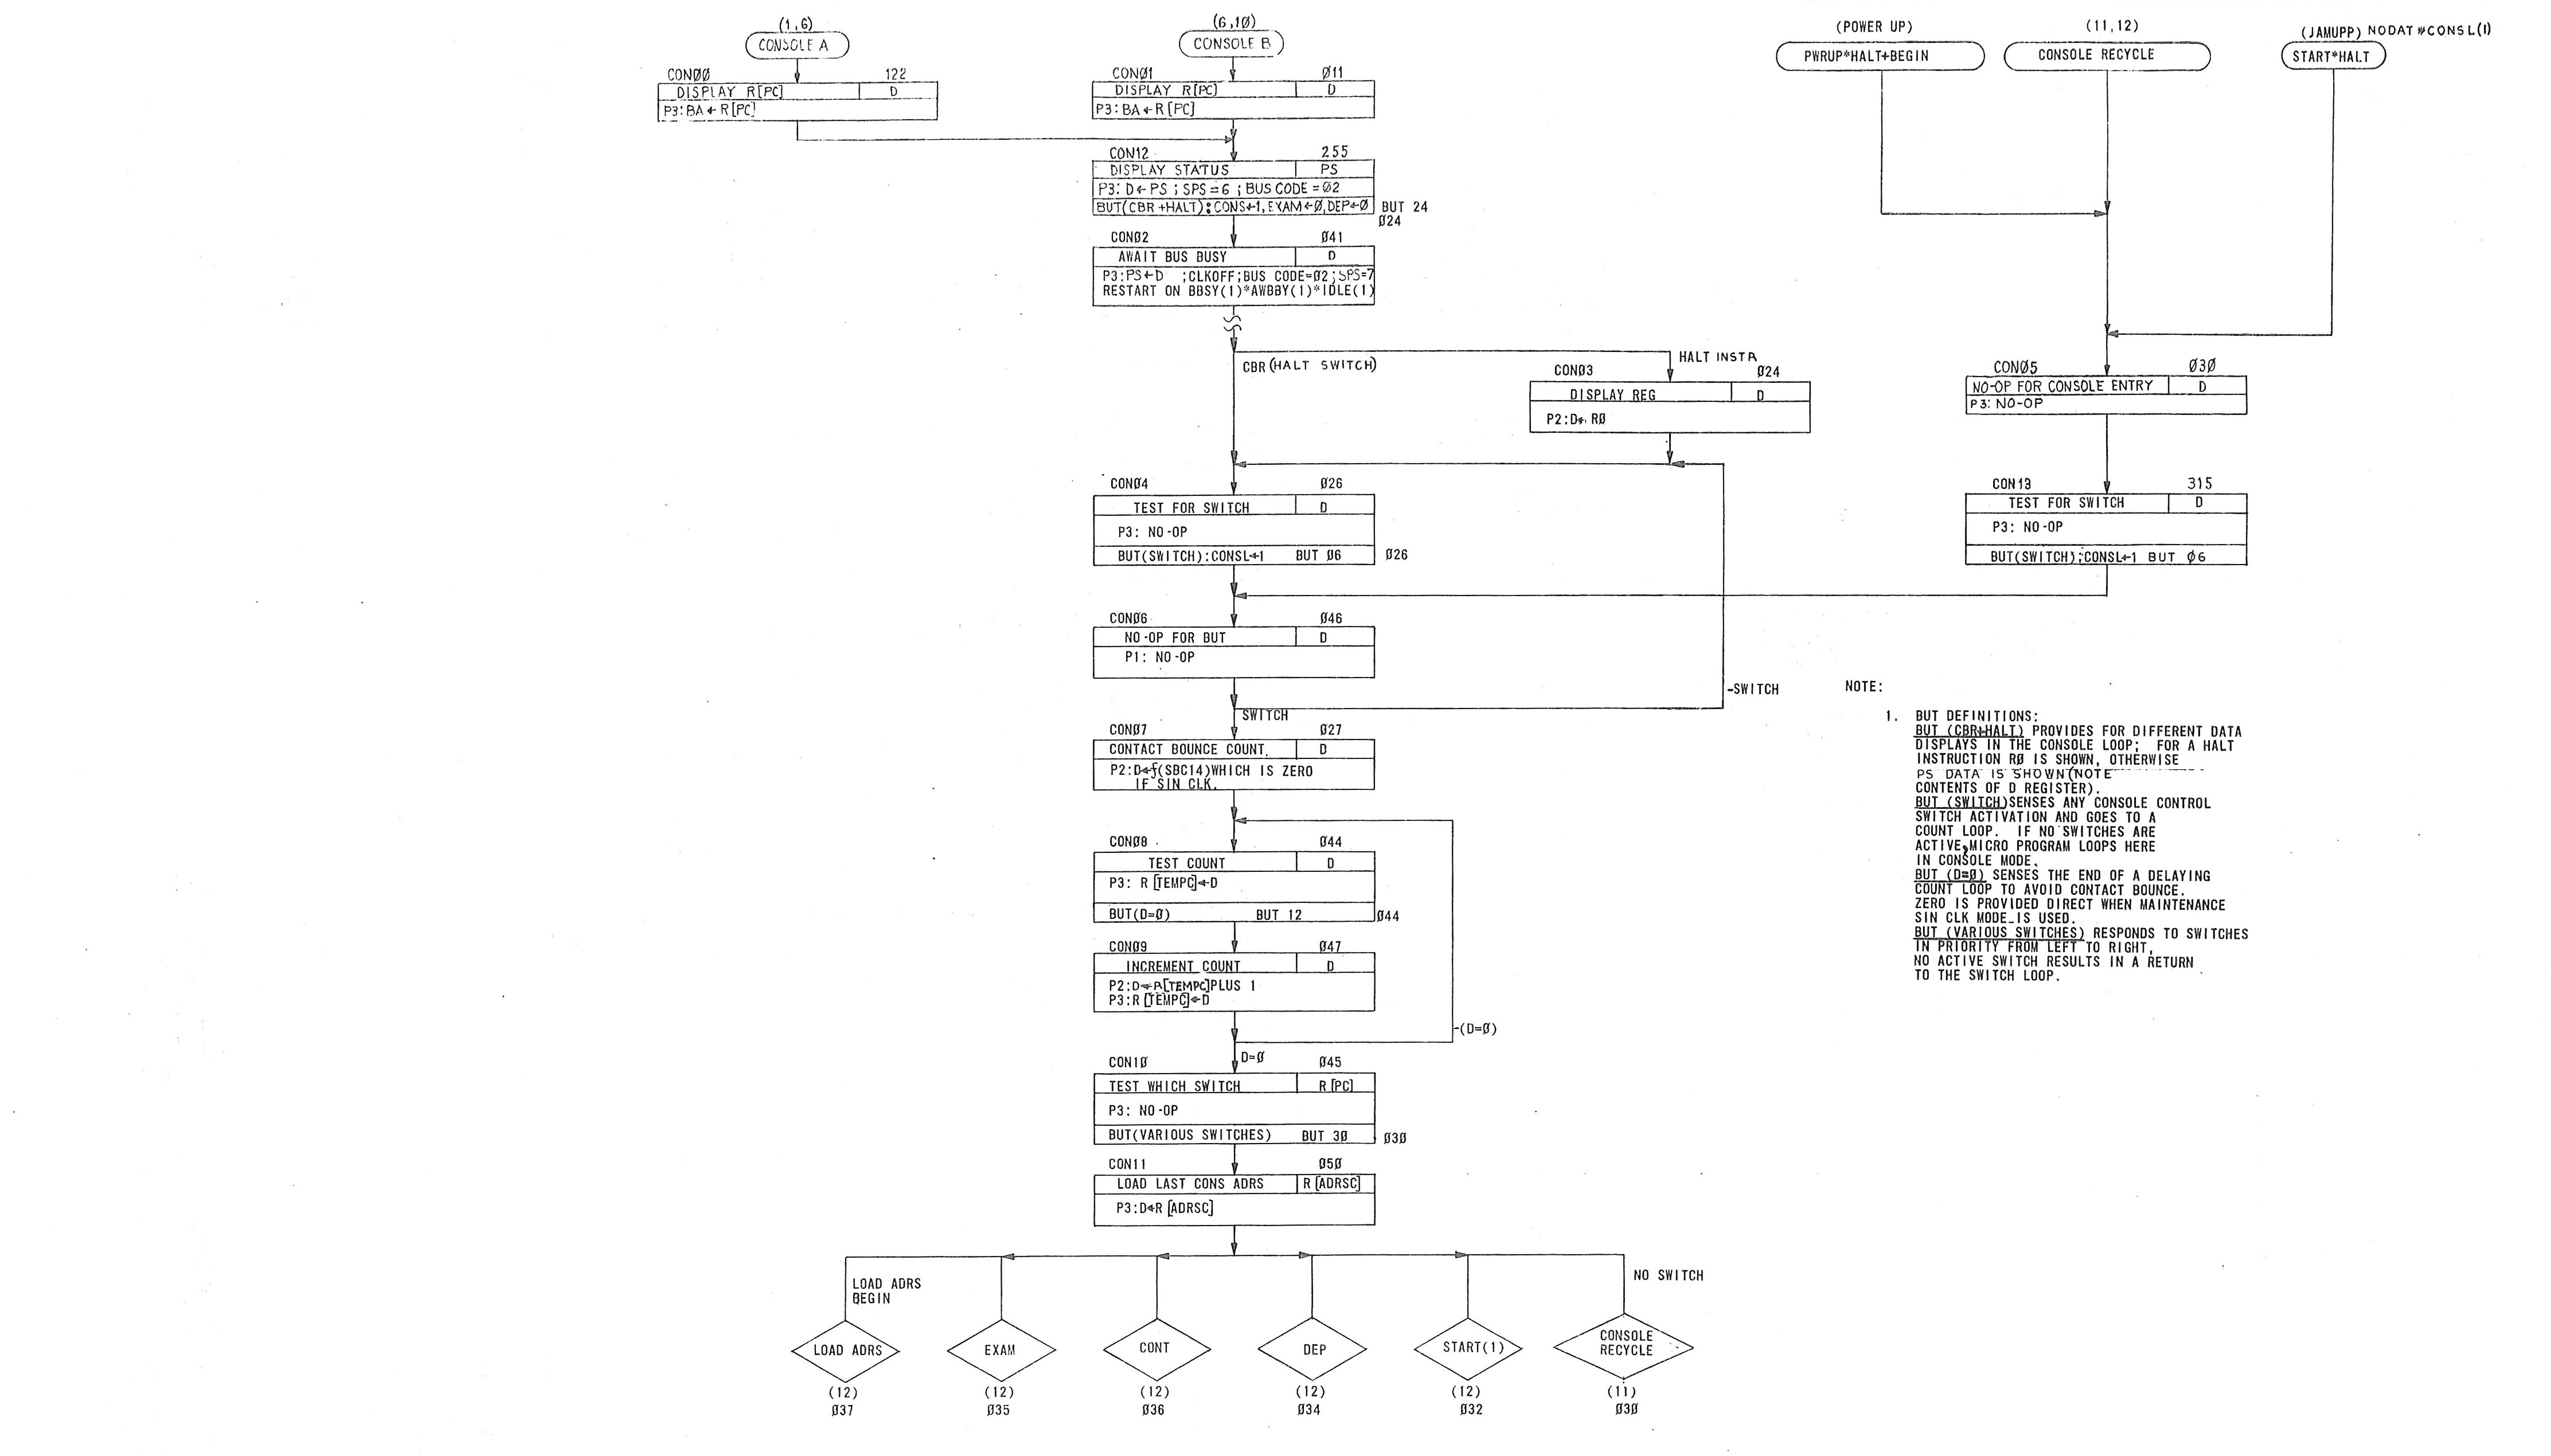 (1,6)
CONSOLE A
CONØØ 122
DISPLAY R[PC] D
P3:BA←R[PC]
(6,1Ø)
CONSOLE B
CONØ1 Ø11
DISPLAY R[PC] D
P3:BA←R[PC]
CON12 255
DISPLAY STATUS PS
P3: D←PS ; SPS=6 ; BUS CODE =Ø2
BUT(CBR+HALT):CONS←1,EXAM←Ø,DEP←Ø BUT 24
Ø24
CONØ2 Ø41
AWAIT BUS BUSY D
P3:PS←D ;CLKOFF;BUS CODE=Ø2;SPS=7
RESTART ON BBSY(1)*AWBBY(1)*IDLE(1)
CBR(HALT SWITCH)
HALT INSTR
CONØ3 Ø24
DISPLAY REG D
P2:D← RØ
CONØ4 Ø26
TEST FOR SWITCH D
P3: NO-OP
BUT(SWITCH):CONSL←1 BUT Ø6 Ø26
CONØ6 Ø46
NO-OP FOR BUT D
P1: NO-OP
-SWITCH
SWITCH
CONØ7 Ø27
CONTACT BOUNCE COUNT. D
P2:D←f(SBC14)WHICH IS ZERO
IF SIN CLK.
CONØ8 Ø44
TEST COUNT D
P3: R[TEMPC]←D
BUT(D=Ø) BUT 12 Ø44
CONØ9 Ø47
INCREMENT COUNT D
P2:D←R[TEMPC]PLUS 1
P3:R[TEMPC]←D
-(D=Ø)
D=Ø
CON1Ø Ø45
TEST WHICH SWITCH R[PC]
P3: NO-OP
BUT(VARIOUS SWITCHES) BUT 3Ø Ø3Ø
CON11 Ø5Ø
LOAD LAST CONS ADRS R[ADRSC]
P3:D←R[ADRSC]
LOAD ADRS
BEGIN
NO SWITCH
LOAD ADRS
(12)
Ø37
EXAM
(12)
Ø35
CONT
(12)
Ø36
DEP
(12)
Ø34
START(1)
(12)
Ø32
CONSOLE
RECYCLE
(11)
Ø3Ø
(POWER UP)
PWRUP*HALT+BEGIN
(11,12)
CONSOLE RECYCLE
(JAMUPP) NODAT*CONSL(1)
START*HALT
CONØ5 Ø3Ø
NO-OP FOR CONSOLE ENTRY D
P3: NO-OP
CON13 315
TEST FOR SWITCH D
P3: NO-OP
BUT(SWITCH);CONSL←1 BUT Ø6
NOTE:
1. BUT DEFINITIONS:
BUT (CBR+HALT) PROVIDES FOR DIFFERENT DATA
DISPLAYS IN THE CONSOLE LOOP; FOR A HALT
INSTRUCTION RØ IS SHOWN, OTHERWISE
PS DATA IS SHOWN(NOTE
CONTENTS OF D REGISTER).
BUT (SWITCH)SENSES ANY CONSOLE CONTROL
SWITCH ACTIVATION AND GOES TO A
COUNT LOOP. IF NO SWITCHES ARE
ACTIVE,MICRO PROGRAM LOOPS HERE
IN CONSOLE MODE.
BUT (D=Ø) SENSES THE END OF A DELAYING
COUNT LOOP TO AVOID CONTACT BOUNCE.
ZERO IS PROVIDED DIRECT WHEN MAINTENANCE
SIN CLK MODE IS USED.
BUT (VARIOUS SWITCHES) RESPONDS TO SWITCHES
IN PRIORITY FROM LEFT TO RIGHT,
NO ACTIVE SWITCH RESULTS IN A RETURN
TO THE SWITCH LOOP.